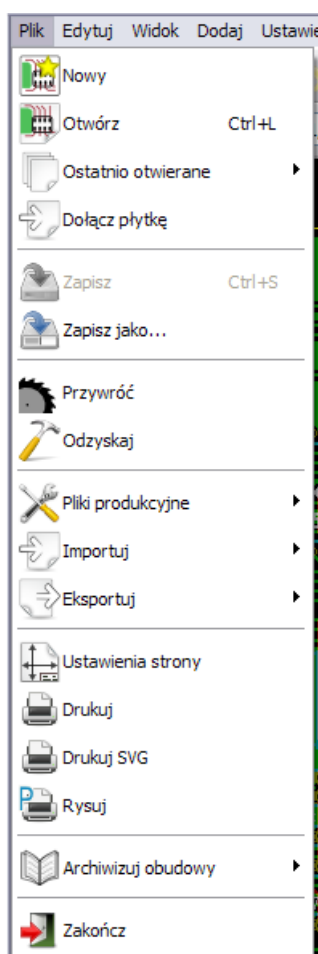 Plik Edytuj Widok Dodaj Ustawie
Nowy
Otwórz Ctrl+L
Ostatnio otwierane
Dołącz płytkę
Zapisz Ctrl+S
Zapisz jako...
Przywróć
Odzyskaj
Pliki produkcyjne
Importuj
Eksportuj
Ustawienia strony
Drukuj
Drukuj SVG
Rysuj
Archiwizuj obudowy
Zakończ